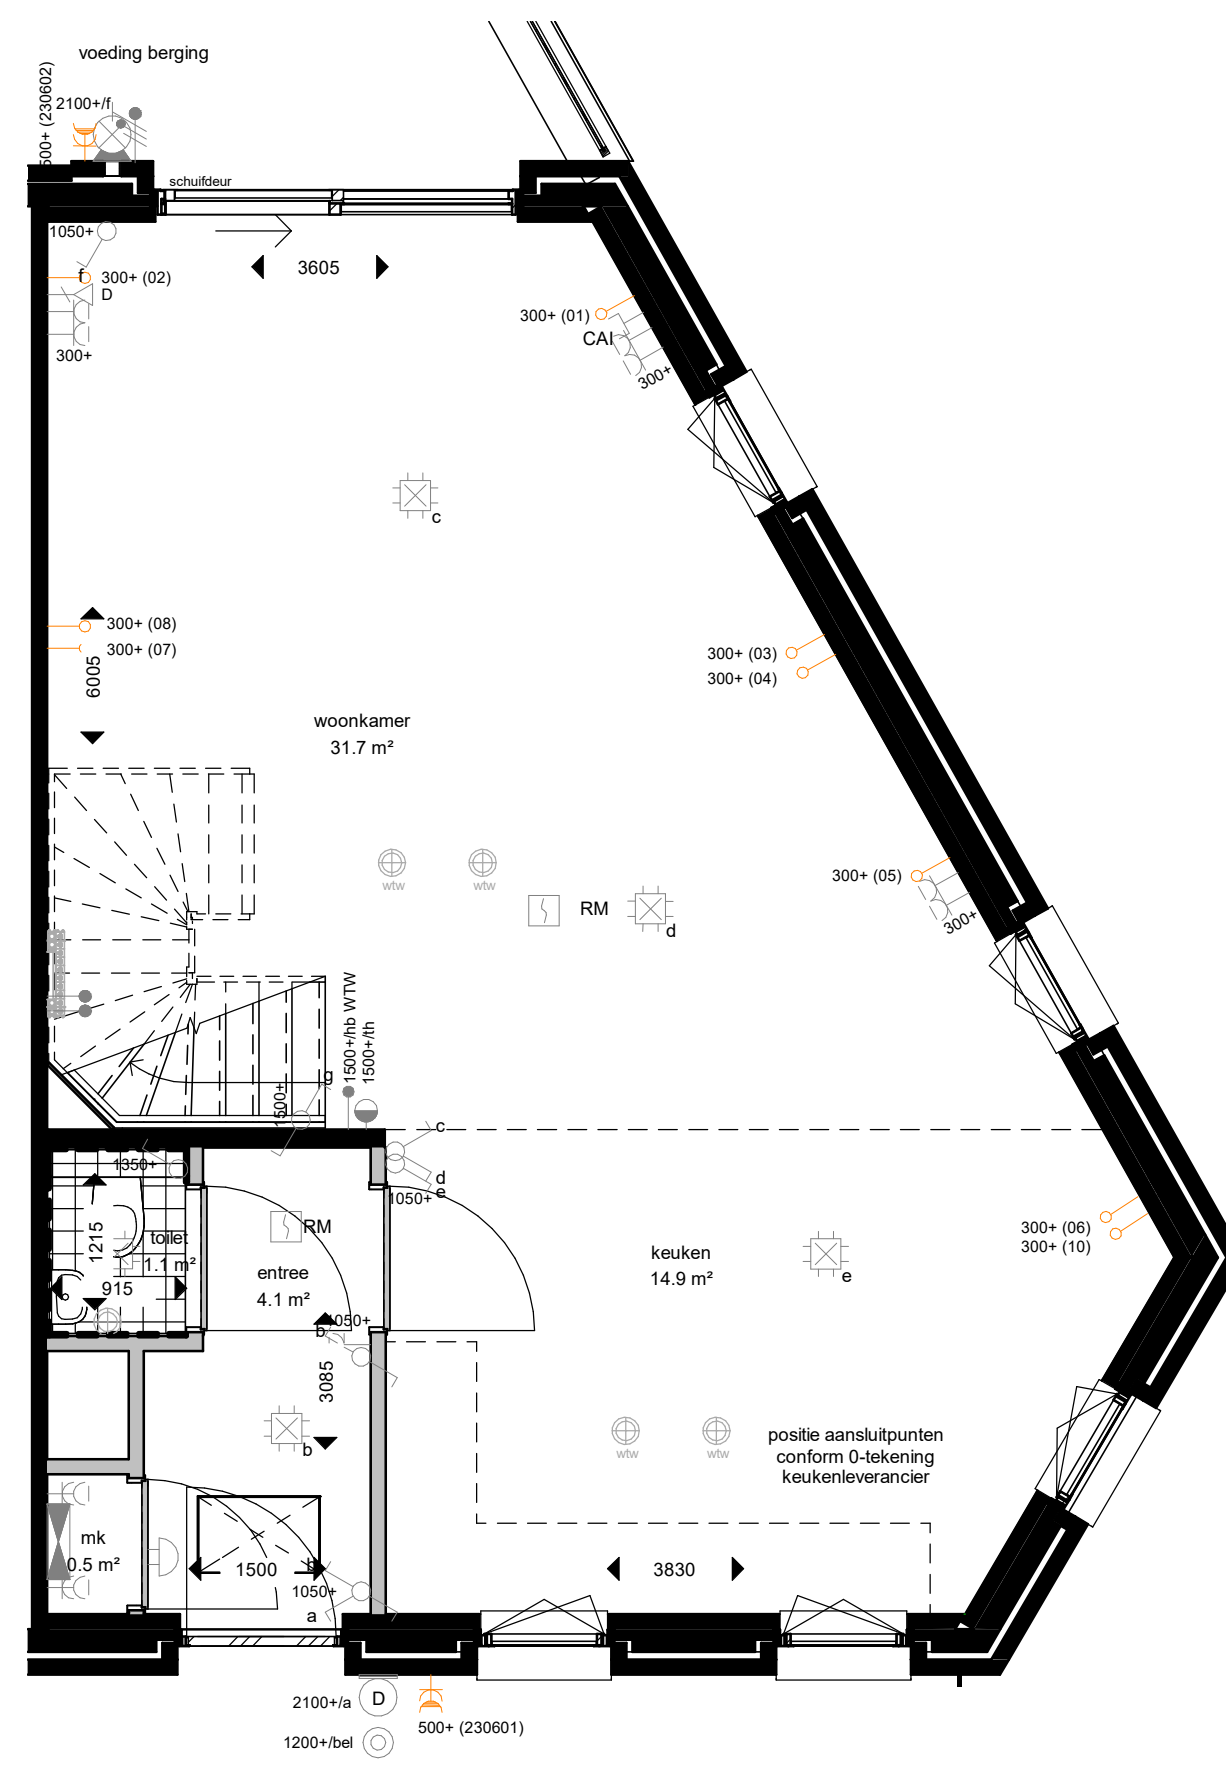 voeding berging
500+ (230602)
2100+/f
schuifdeur
1050+
f
300+ (02)
D
300+
3605
300+ (01)
CAI
300+
c
300+ (08)
300+ (07)
6005
300+ (03)
300+ (04)
woonkamer
31.7 m²
wtw
wtw
RM
d
300+ (05)
300+
1500+/hb WTW
1500+/th
g
1500+
c
d
e
1050+
1350+
1215
toilet
1.1 m²
915
RM
entree
4.1 m²
1050+
b
3085
b
keuken
14.9 m²
e
300+ (06)
300+ (10)
wtw
wtw
positie aansluitpunten
conform 0-tekening
keukenleverancier
mk
0.5 m²
1500
b
1050+
a
3830
2100+/a
D
1200+/bel
500+ (230601)